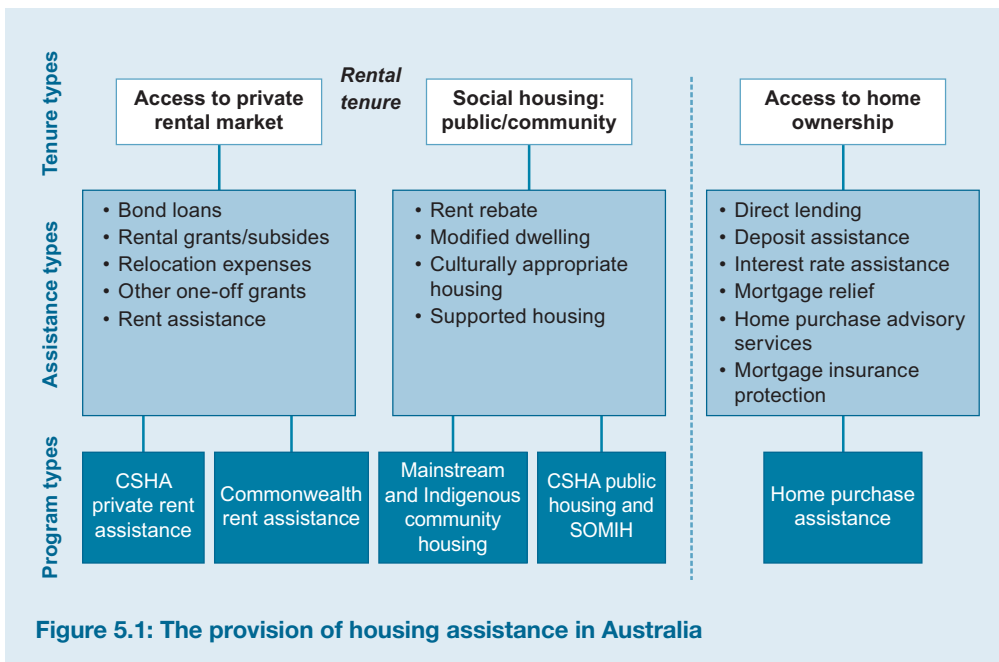 Tenure types
Rental
tenure
Access to private
rental market
Social housing:
public/community
Access to home
ownership
Assistance types
• Bond loans
• Rental grants/subsides
• Relocation expenses
• Other one-off grants
• Rent assistance
• Rent rebate
• Modified dwelling
• Culturally appropriate
housing
• Supported housing
• Direct lending
• Deposit assistance
• Interest rate assistance
• Mortgage relief
• Home purchase advisory
services
• Mortgage insurance
protection
Program types
CSHA
private rent
assistance
Commonwealth
rent assistance
Mainstream
and Indigenous
community
housing
CSHA public
housing and
SOMIH
Home purchase
assistance
Figure 5.1: The provision of housing assistance in Australia